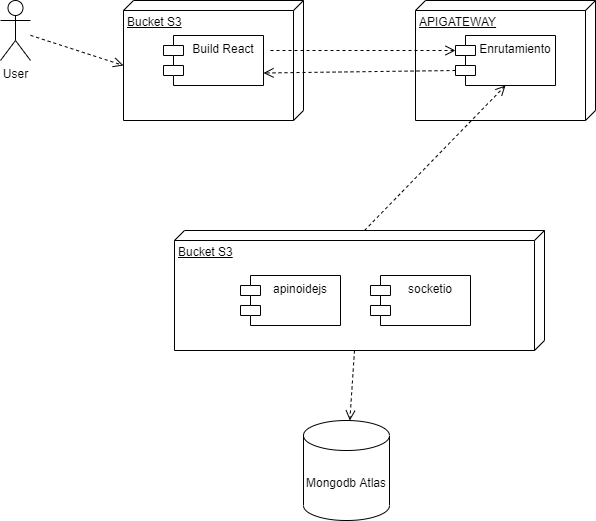 Bucket S3
APIGATEWAY
Build React
Enrutamiento
User
Bucket S3
apinoidejs
socketio
Mongodb Atlas